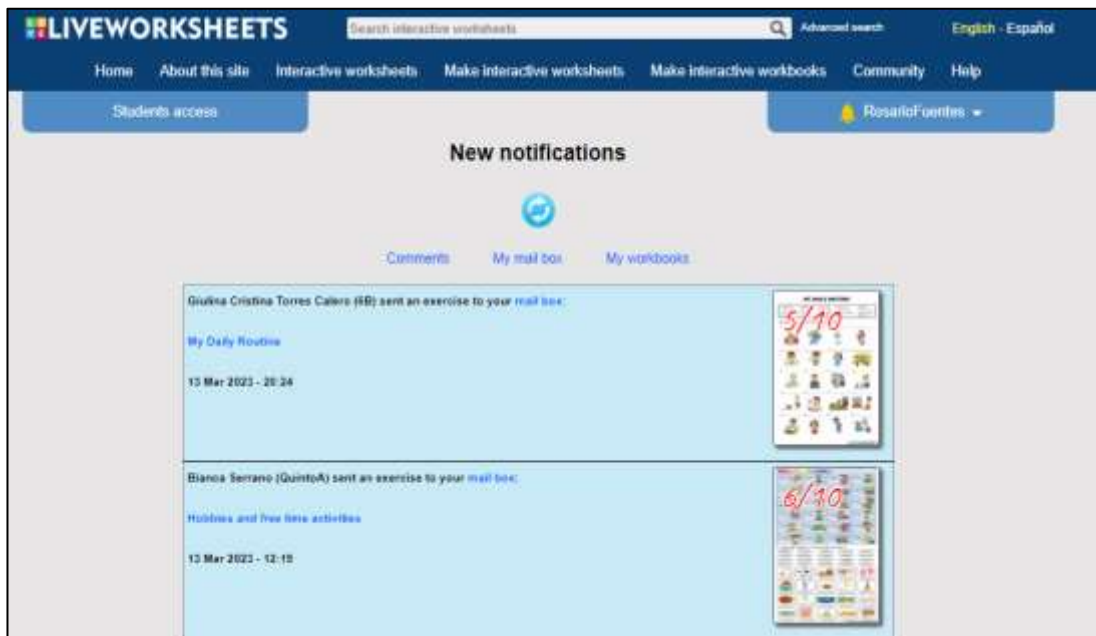 LIVEWORKSHEETS
Search interactive worksheets
Advanced search
English - Español
Home About this site Interactive worksheets Make interactive worksheets Make interactive workbooks Community Help
Students access
RosarioFuentes
New notifications
Comments My mail box My workbooks
Giulina Cristina Torres Calero (6B) sent an exercise to your mail box:
My Daily Routine
13 Mar 2023 - 20:24
5/10
Bianca Serrano (QuintoA) sent an exercise to your mail box:
Hobbies and free time activities
13 Mar 2023 - 12:15
6/10